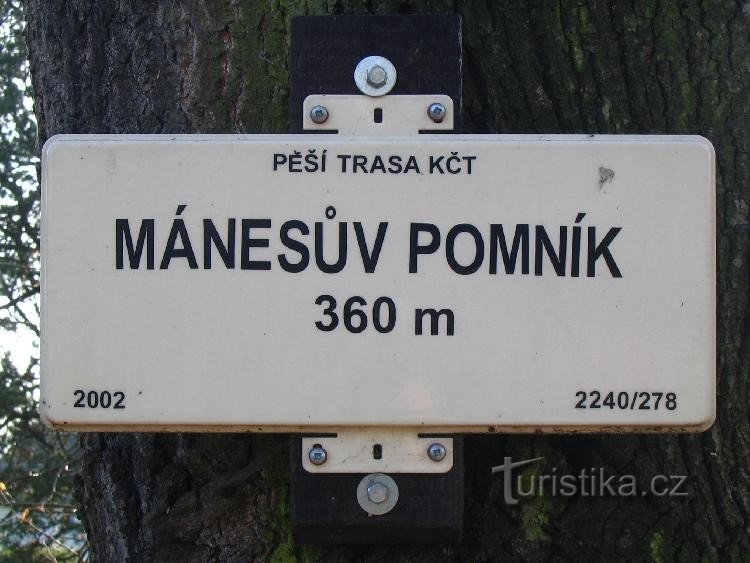 PĚŠÍ TRASA KČT
MÁNESŮV POMNÍK
360 m
2002 2240/278
Turistika.cz